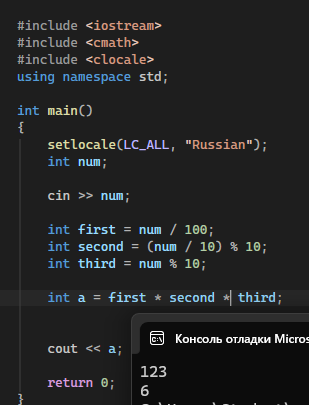 #include <iostream>
#include <cmath>
#include <clocale>
using namespace std;
int main()
{
setlocale(LC_ALL, "Russian");
int num;
cin >> num;
int first = num / 100;
int second = (num / 10) % 10;
int third = num % 10;
int a = first * second * third;
cout << a;
return 0;
}
Консоль отладки Micros
123
6